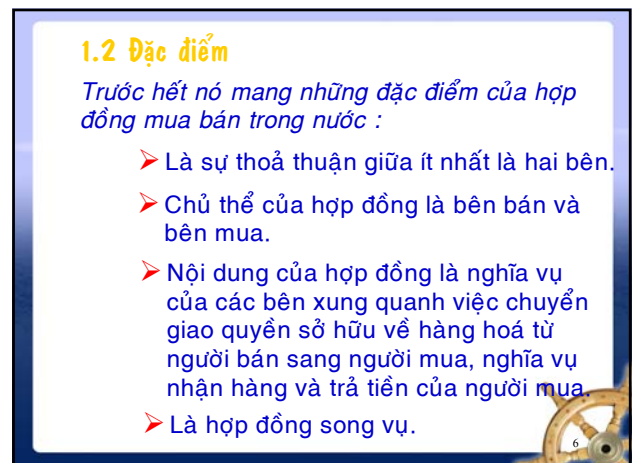 1.2 Đặc điểm
Trước hết nó mang những đặc điểm của hợp
đồng mua bán trong nước :
➢ Là sự thoả thuận giữa ít nhất là hai bên.
➢ Chủ thể của hợp đồng là bên bán và
bên mua.
➢ Nội dung của hợp đồng là nghĩa vụ
của các bên xung quanh việc chuyển
giao quyền sở hữu về hàng hoá từ
người bán sang người mua, nghĩa vụ
nhận hàng và trả tiền của người mua.
➢ Là hợp đồng song vụ.
6